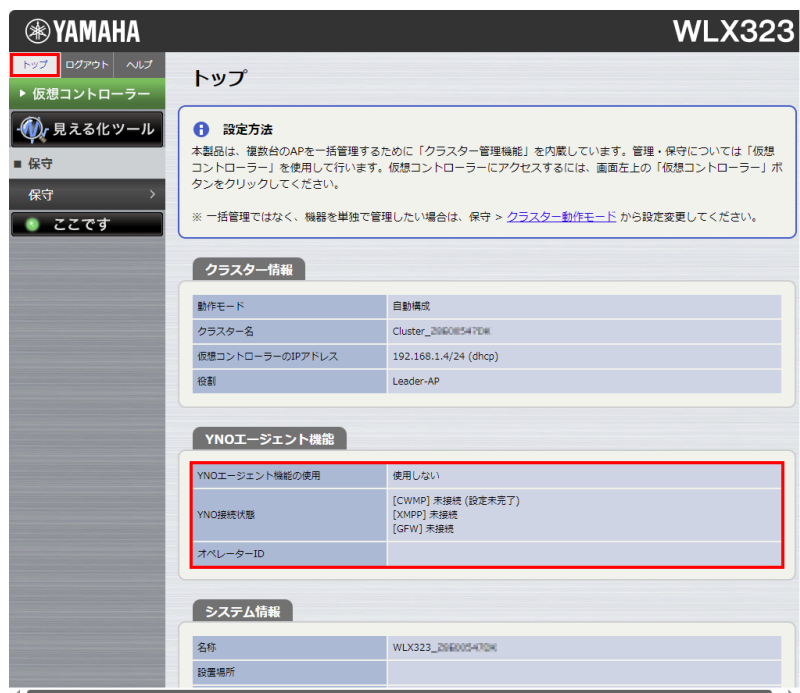 YAMAHA
WLX323
トップ ログアウト ヘルプ
仮想コントローラー
見える化ツール
保守
保守
ここです
トップ
設定方法
本製品は、複数台のAPを一括管理するために「クラスター管理機能」を内蔵しています。管理・保守については「仮想
コントローラー」を使用して行います。仮想コントローラーにアクセスするには、画面左上の「仮想コントローラー」ボ
タンをクリックしてください。
※ 一括管理ではなく、機器を単独で管理したい場合は、保守 > クラスター動作モード から設定変更してください。
クラスター情報
動作モード 自動構成
クラスター名 Cluster_
仮想コントローラーのIPアドレス 192.168.1.4/24 (dhcp)
役割 Leader-AP
YNOエージェント機能
YNOエージェント機能の使用 使用しない
YNO接続状態
[CWMP] 未接続 (設定未完了)
[XMPP] 未接続
[GFW] 未接続
オペレーターID
システム情報
名称 WLX323_
設置場所